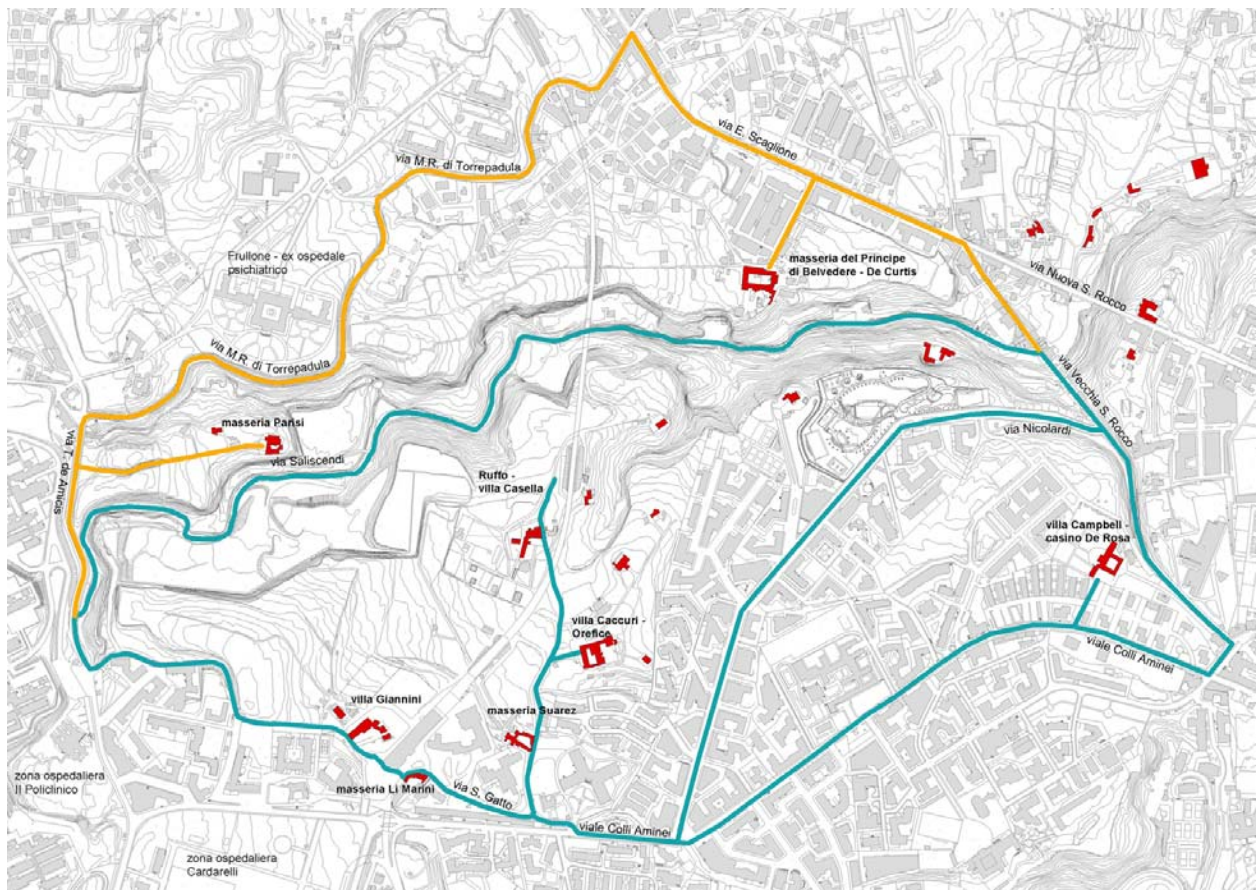 via E. Scaglione
via M.R. di Torrepadula
Frullone - ex ospedale
psichiatrico
masseria del Principe
di Belvedere - De Curtis
via Nuova S. Rocco
via M.R. di Torrepadula
via Vecchia S. Rocco
masseria Parisi
via T. de Amicis
via Saliscendi
via Nicolardi
Ruffo -
villa Casella
villa Campbell -
casino De Rosa
villa Caccuri -
Orefice
viale Colli Aminei
villa Giannini
masseria Suarez
zona ospedaliera
II Policlinico
masseria Li Marini
via S. Gatto
viale Colli Aminei
zona ospedaliera
Cardarelli